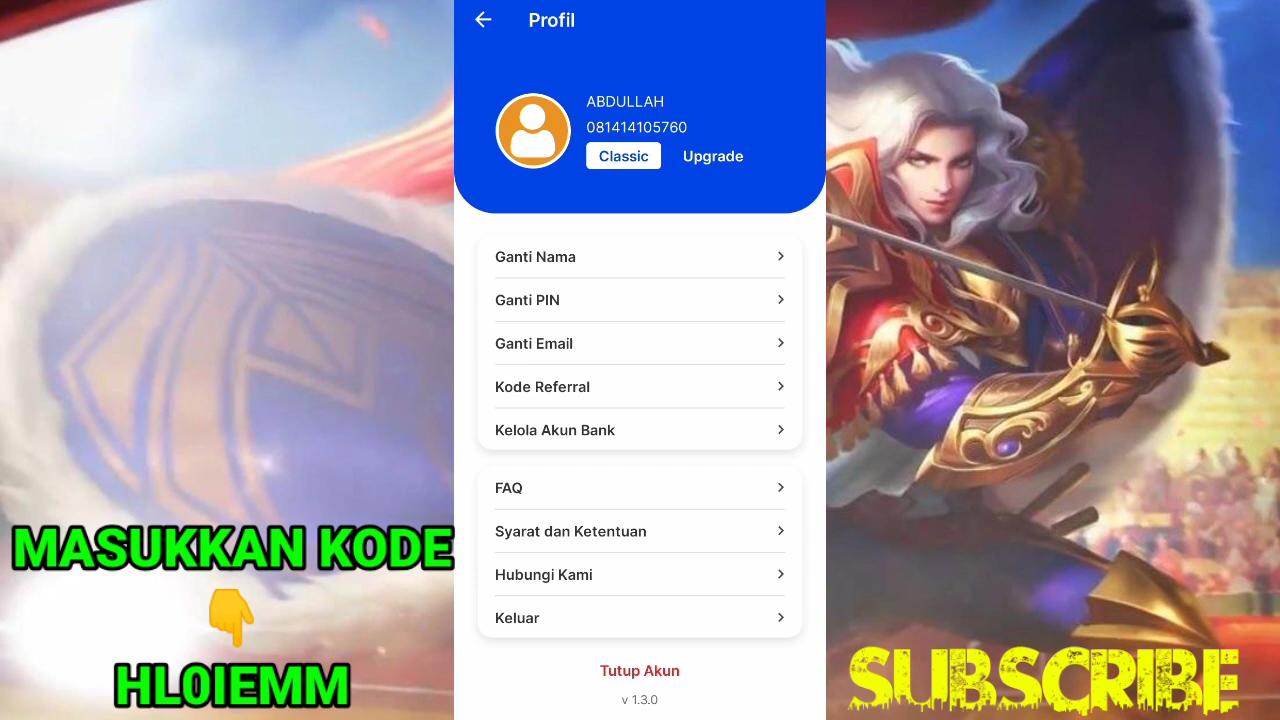 Profil
ABDULLAH
081414105760
Classic Upgrade
Ganti Nama
Ganti PIN
Ganti Email
Kode Referral
Kelola Akun Bank
FAQ
Syarat dan Ketentuan
Hubungi Kami
Keluar
Tutup Akun
v 1.3.0
MASUKKAN KODE
HL0IEMM
SUBSCRIBE